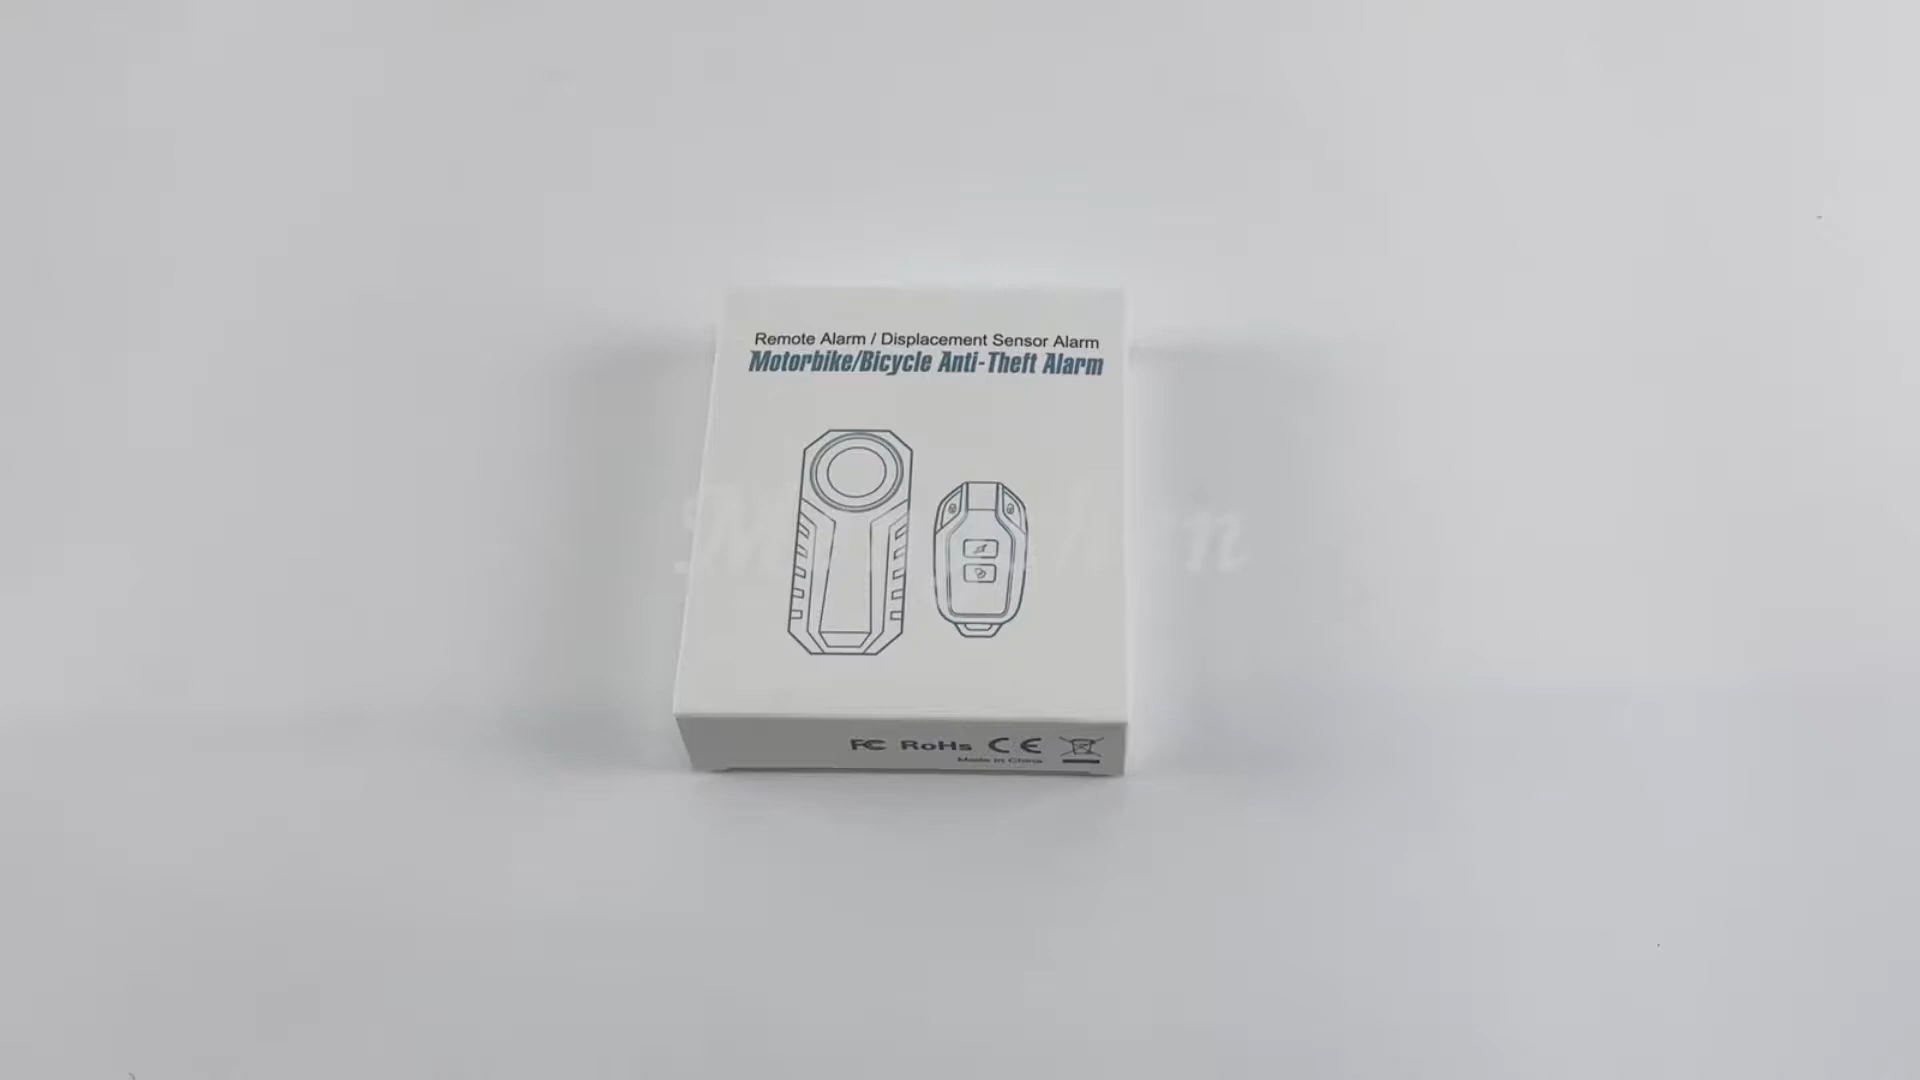 Remote Alarm / Displacement Sensor Alarm
Motorbike/Bicycle Anti-Theft Alarm
FC RoHs CE
Made in China